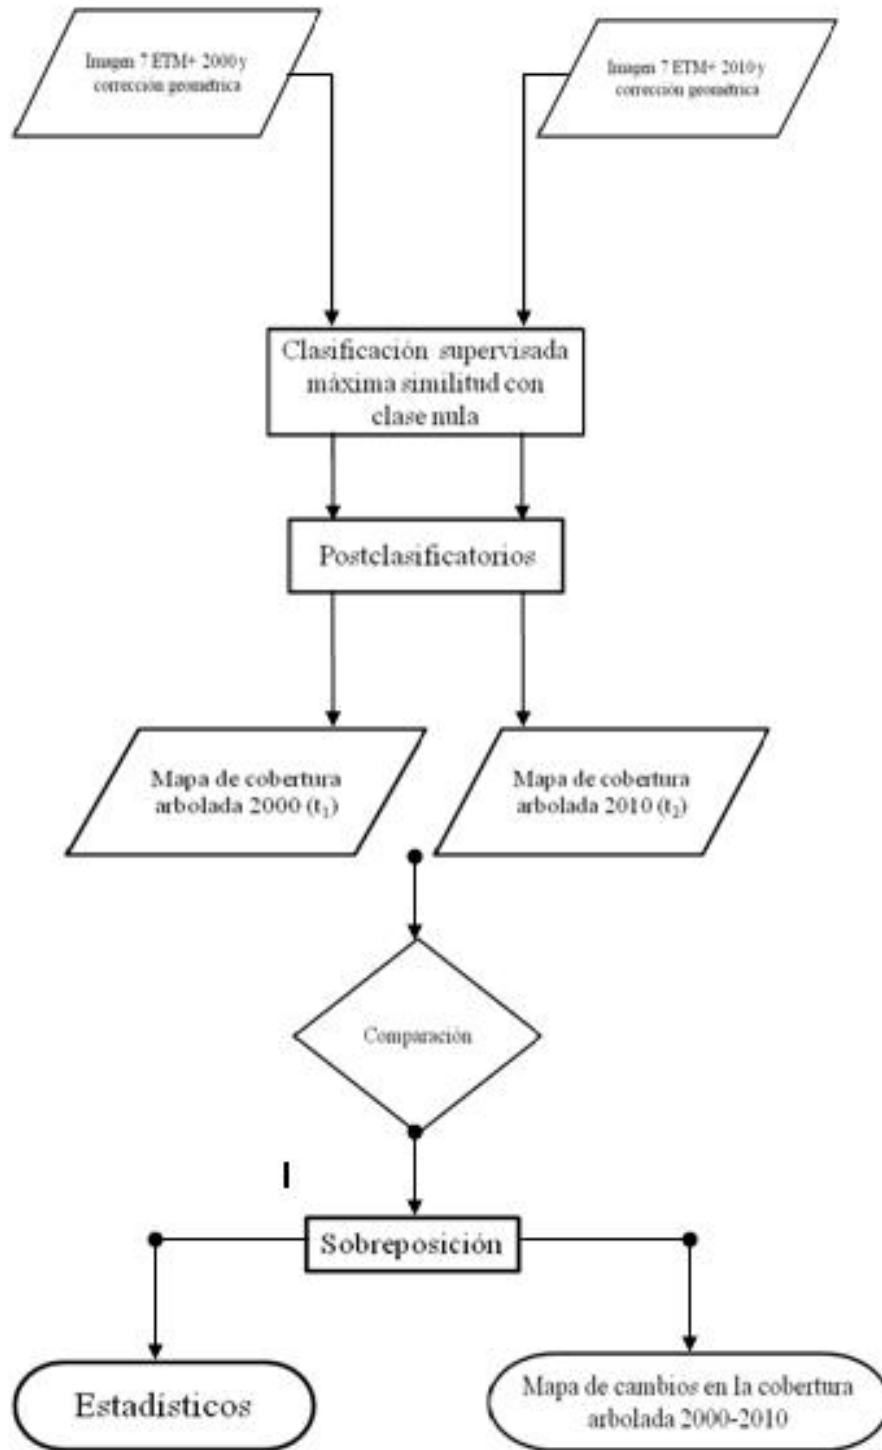 Imagen 7 ETM+ 2000 y
corrección geométrica
Imagen 7 ETM+ 2010 y
corrección geométrica
Clasificación supervisada
máxima similitud con
clase nula
Postclasificatorios
Mapa de cobertura
arbolada 2000 (t₁)
Mapa de cobertura
arbolada 2010 (t₂)
Comparación
Sobreposición
Estadísticos
Mapa de cambios en la cobertura
arbolada 2000-2010